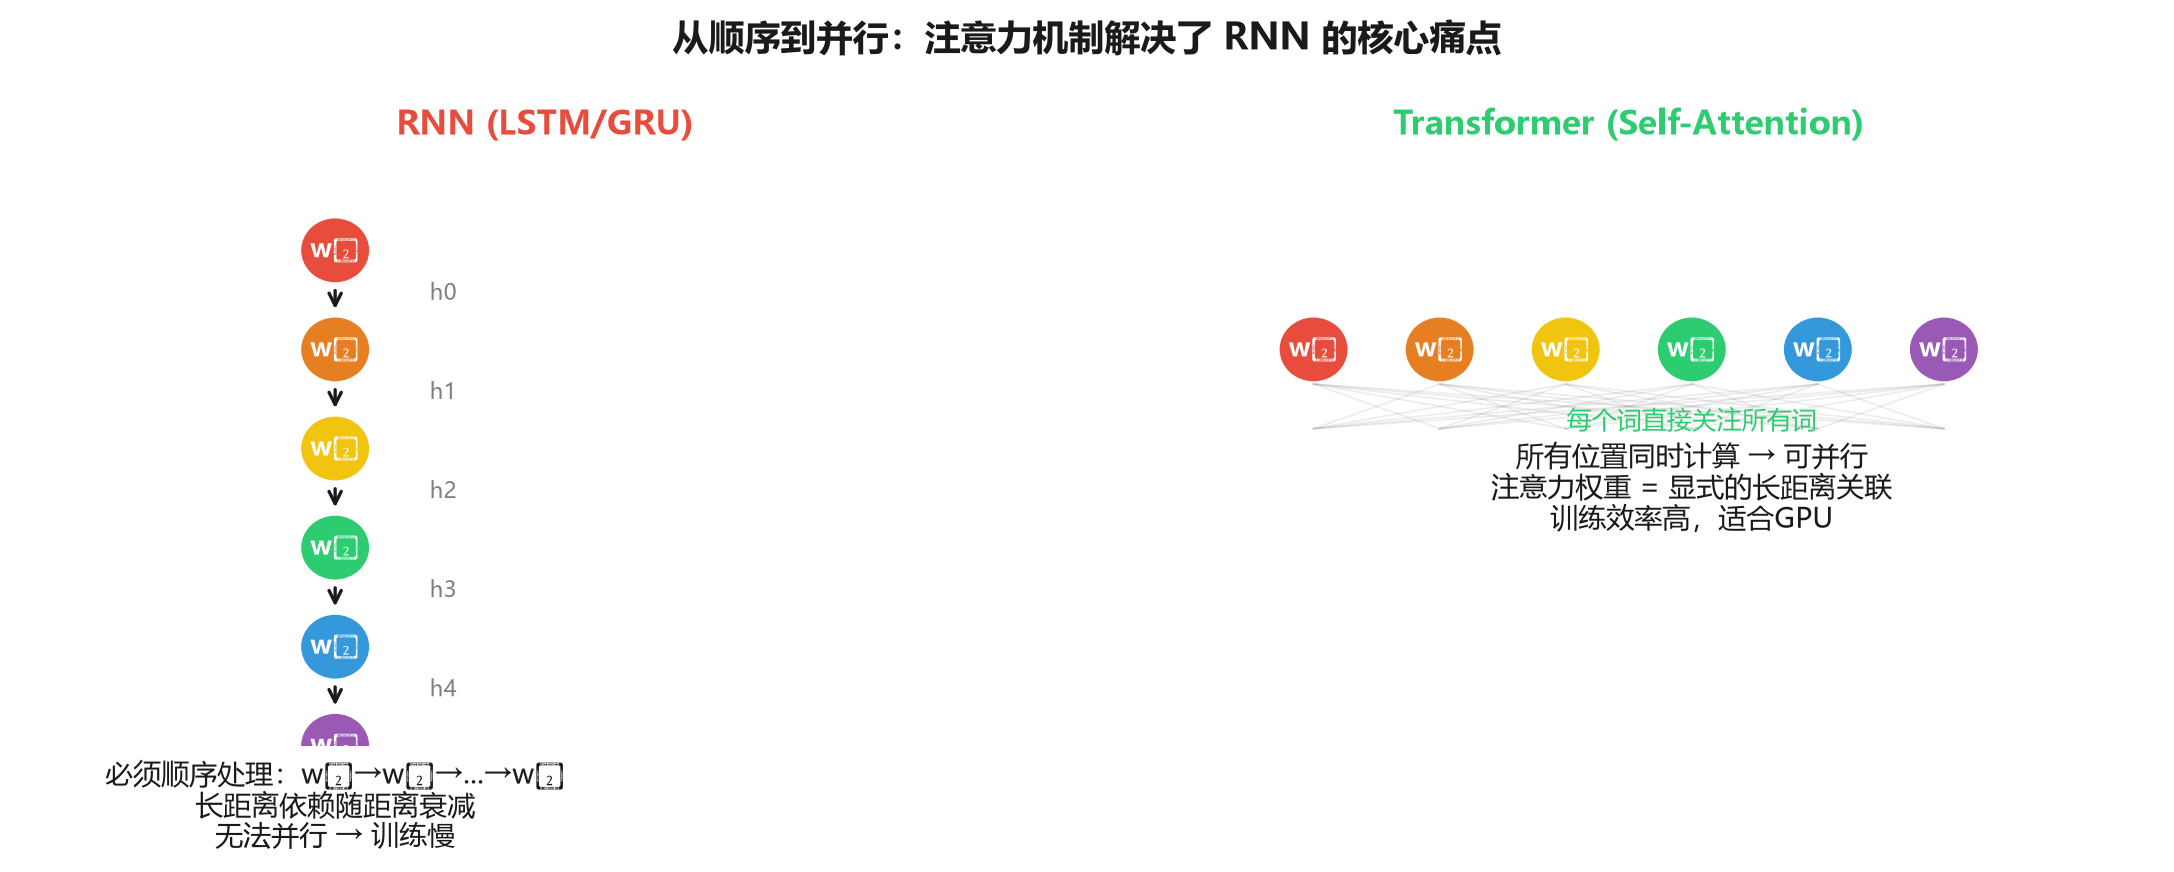 从顺序到并行：注意力机制解决了 RNN 的核心痛点
RNN (LSTM/GRU)
w
h0
w
h1
w
h2
w
h3
w
h4
w
必须顺序处理：w→w→...→w
长距离依赖随距离衰减
无法并行 → 训练慢
Transformer (Self-Attention)
w w w w w w
每个词直接关注所有词
所有位置同时计算 → 可并行
注意力权重 = 显式的长距离关联
训练效率高，适合GPU